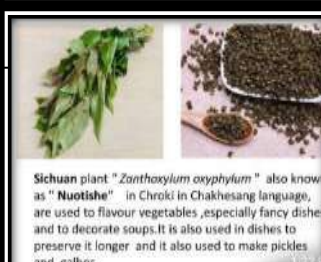 Sichuan plant "Zanthoxylum oxyphylum" also know
as " Nuotishe" in Chroki in Chakhesang language,
are used to flavour vegetables ,especially fancy dishe
and to decorate soups.It is also used in dishes to
preserve it longer and it also used to make pickles
and galho